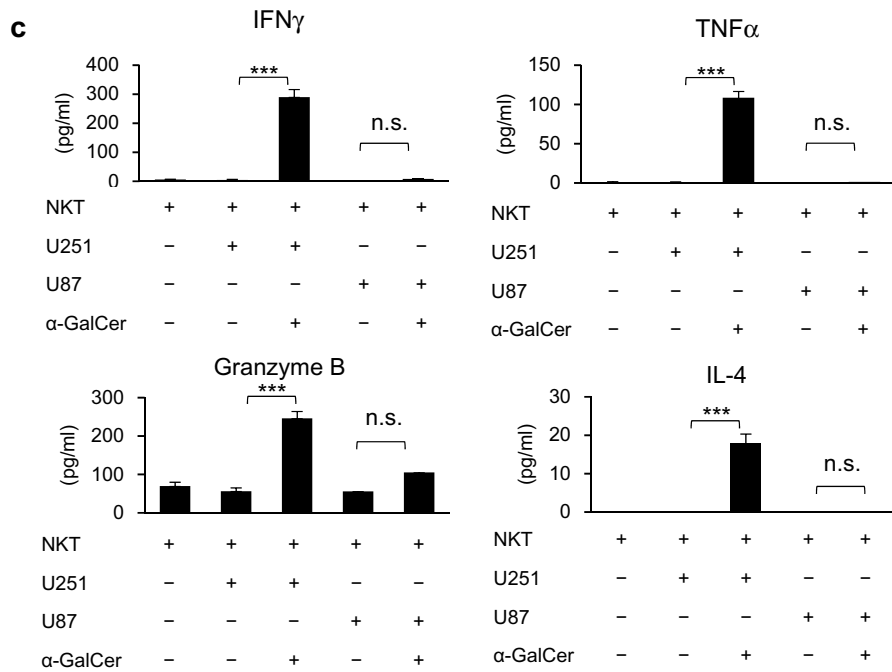 c
IFNγ
(pg/ml)
400
300
200
100
0
***
n.s.
NKT + + + + +
U251 − + + − −
U87 − − − + +
α-GalCer − − + − +
TNFα
(pg/ml)
150
100
50
0
***
n.s.
NKT + + + + +
U251 − + + − −
U87 − − − + +
α-GalCer − − + − +
Granzyme B
(pg/ml)
300
200
100
0
***
n.s.
NKT + + + + +
U251 − + + − −
U87 − − − + +
α-GalCer − − + − +
IL-4
(pg/ml)
30
20
10
0
***
n.s.
NKT + + + + +
U251 − + + − −
U87 − − − + +
α-GalCer − − + − +